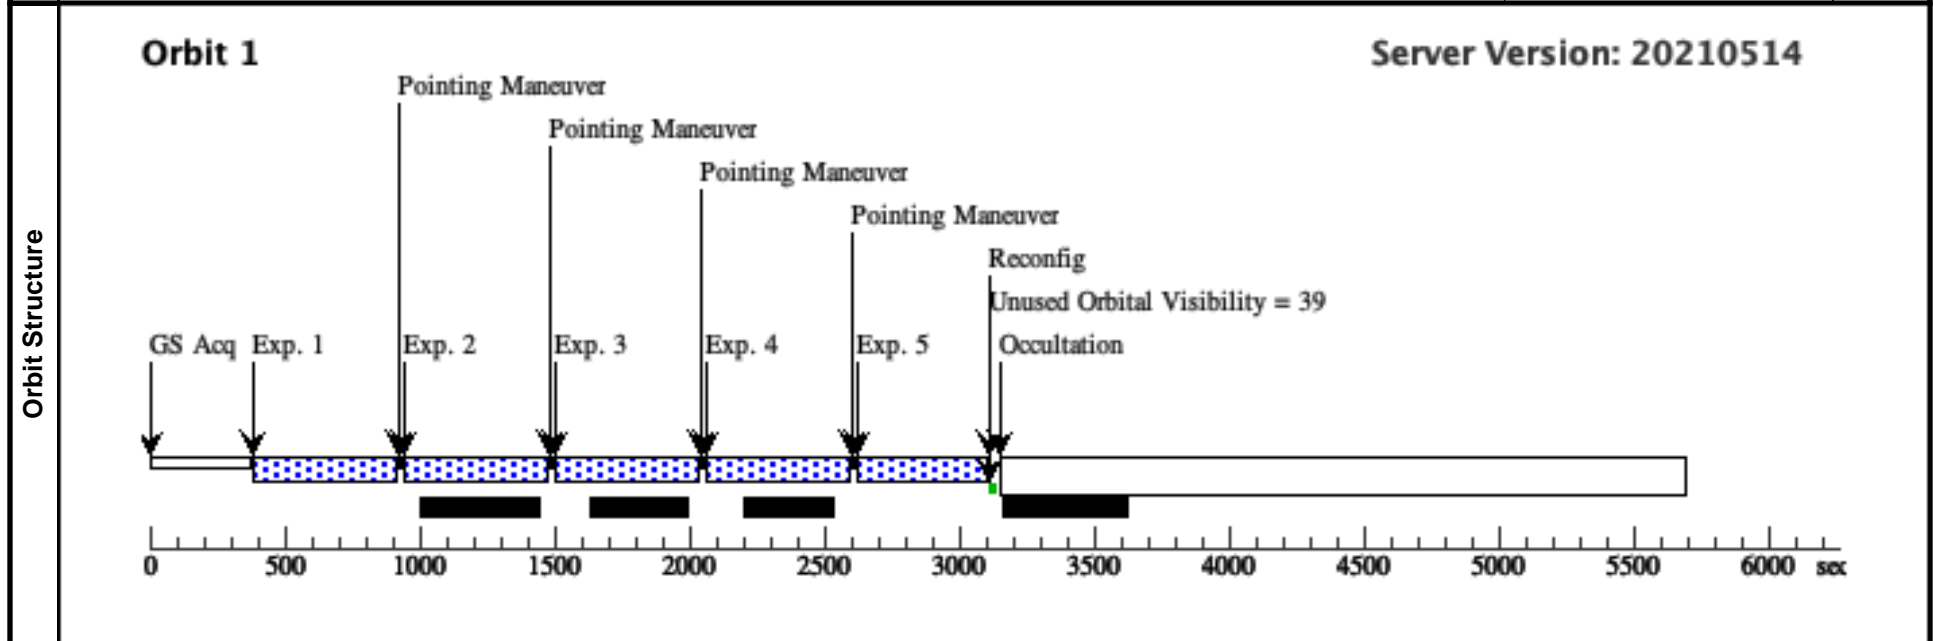 Orbit Structure
Orbit 1
Server Version: 20210514
Pointing Maneuver
Pointing Maneuver
Pointing Maneuver
Pointing Maneuver
Reconfig
Unused Orbital Visibility = 39
GS Acq Exp. 1 Exp. 2 Exp. 3 Exp. 4 Exp. 5 Occultation
0 500 1000 1500 2000 2500 3000 3500 4000 4500 5000 5500 6000 sec